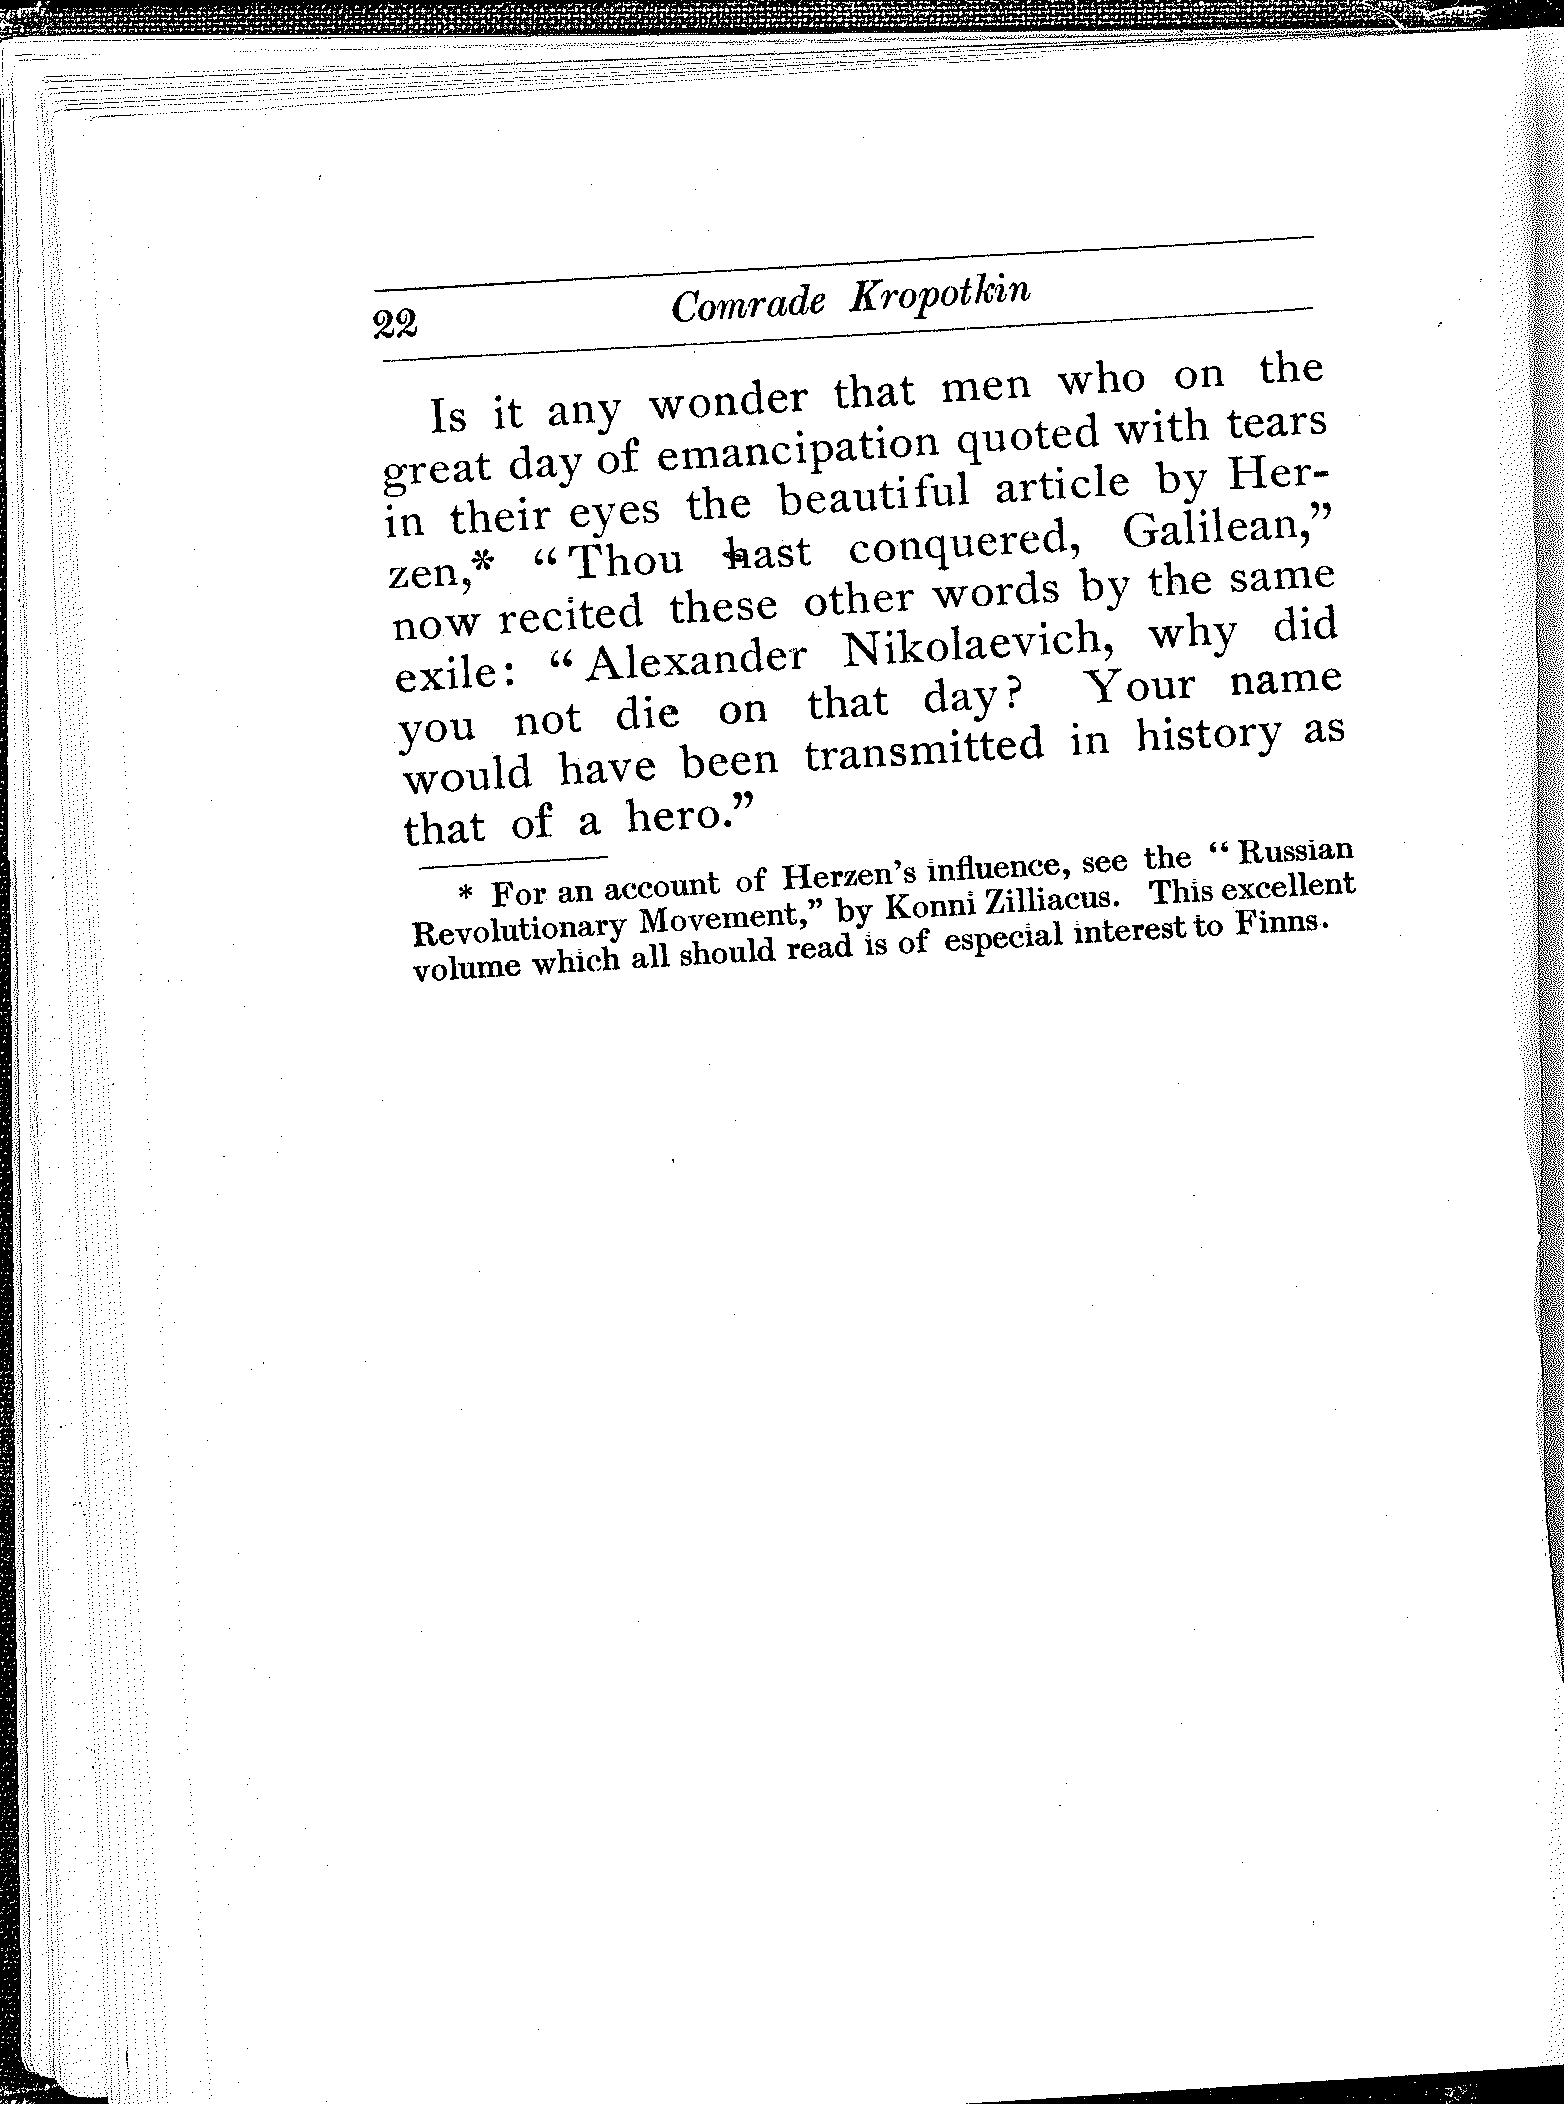 22 Comrade Kropotkin
Is it any wonder that men who on the
great day of emancipation quoted with tears
in their eyes the beautiful article by Her-
zen,* “Thou hast conquered, Galilean,”
now recited these other words by the same
exile: “Alexander Nikolaevich, why did
you not die on that day? Your name
would have been transmitted in history as
that of a hero.”
* For an account of Herzen’s influence, see the “Russian
Revolutionary Movement,” by Konni Zilliacus. This excellent
volume which all should read is of especial interest to Finns.